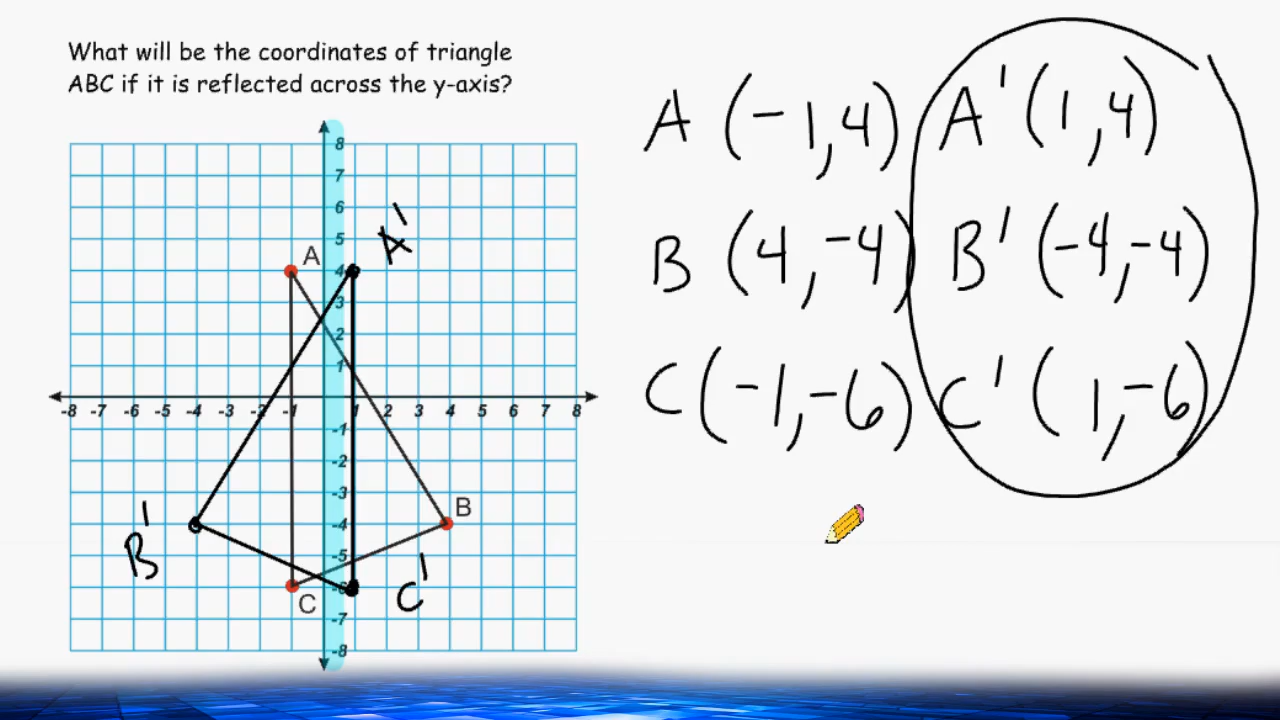 What will be the coordinates of triangle
ABC if it is reflected across the y-axis?
A (-1,4) A' (1,4)
B (4,-4) B' (-4,-4)
C (-1,-6) C' (1,-6)
8
7
6
5
A'
A
4
3
2
1
-8 -7 -6 -5 -4 -3 -2 -1 1 2 3 4 5 6 7 8
-1
-2
-3
B
-4
B'
-5
C'
-6
C
-7
-8